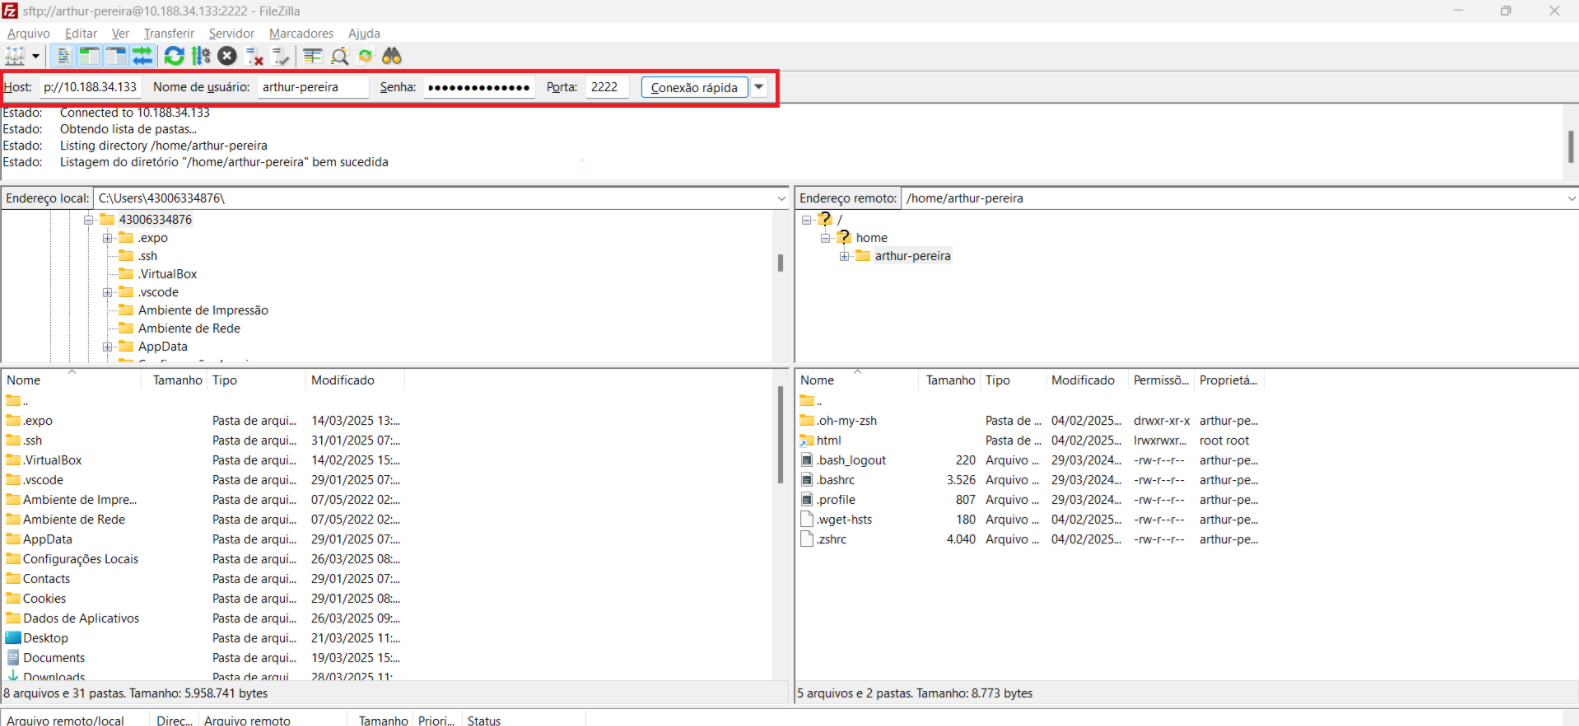 sftp://arthur-pereira@10.188.34.133:2222 - FileZilla
Arquivo Editar Ver Transferir Servidor Marcadores Ajuda
Host: p://10.188.34.133 Nome de usuário: arthur-pereira Senha: ●●●●●●●●●●●●●● Porta: 2222 Conexão rápida
Estado: Connected to 10.188.34.133
Estado: Obtendo lista de pastas...
Estado: Listing directory /home/arthur-pereira
Estado: Listagem do diretório "/home/arthur-pereira" bem sucedida
Endereço local: C:\Users\43006334876\
43006334876
.expo
.ssh
.VirtualBox
.vscode
Ambiente de Impressão
Ambiente de Rede
AppData
Endereço remoto: /home/arthur-pereira
/
home
arthur-pereira
Nome Tamanho Tipo Modificado
..
.expo Pasta de arqui... 14/03/2025 13:...
.ssh Pasta de arqui... 31/01/2025 07:...
.VirtualBox Pasta de arqui... 14/02/2025 15:...
.vscode Pasta de arqui... 29/01/2025 07:...
Ambiente de Impre... Pasta de arqui... 07/05/2022 02:...
Ambiente de Rede Pasta de arqui... 07/05/2022 02:...
AppData Pasta de arqui... 29/01/2025 07:...
Configurações Locais Pasta de arqui... 26/03/2025 08:...
Contacts Pasta de arqui... 29/01/2025 07:...
Cookies Pasta de arqui... 29/01/2025 08:...
Dados de Aplicativos Pasta de arqui... 26/03/2025 09:...
Desktop Pasta de arqui... 21/03/2025 11:...
Documents Pasta de arqui... 19/03/2025 15:...
Downloads Pasta de arqui... 28/03/2025 11:
8 arquivos e 31 pastas. Tamanho: 5.958.741 bytes
Nome Tamanho Tipo Modificado Permissõ... Proprietá...
..
.oh-my-zsh Pasta de ... 04/02/2025... drwxr-xr-x arthur-pe...
html Pasta de ... 04/02/2025... lrwxrwxr... root root
.bash_logout 220 Arquivo ... 29/03/2024... -rw-r--r-- arthur-pe...
.bashrc 3.526 Arquivo ... 29/03/2024... -rw-r--r-- arthur-pe...
.profile 807 Arquivo ... 29/03/2024... -rw-r--r-- arthur-pe...
.wget-hsts 180 Arquivo ... 04/02/2025... -rw-r--r-- arthur-pe...
.zshrc 4.040 Arquivo ... 04/02/2025... -rw-r--r-- arthur-pe...
5 arquivos e 2 pastas. Tamanho: 8.773 bytes
Arquivo remoto/local Direc... Arquivo remoto Tamanho Priori... Status